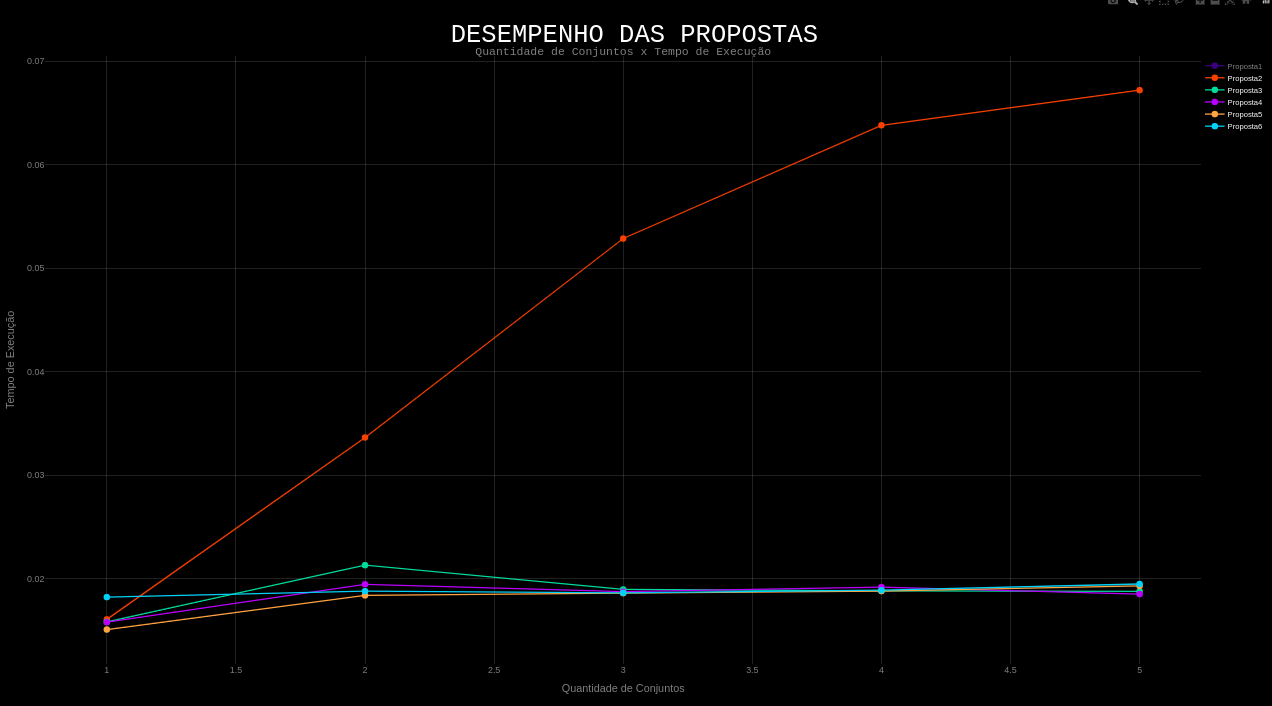 DESEMPENHO DAS PROPOSTAS
Quantidade de Conjuntos x Tempo de Execução
Proposta1
Proposta2
Proposta3
Proposta4
Proposta5
Proposta6
0.07
0.06
0.05
0.04
0.03
0.02
Tempo de Execução
1 1.5 2 2.5 3 3.5 4 4.5 5
Quantidade de Conjuntos